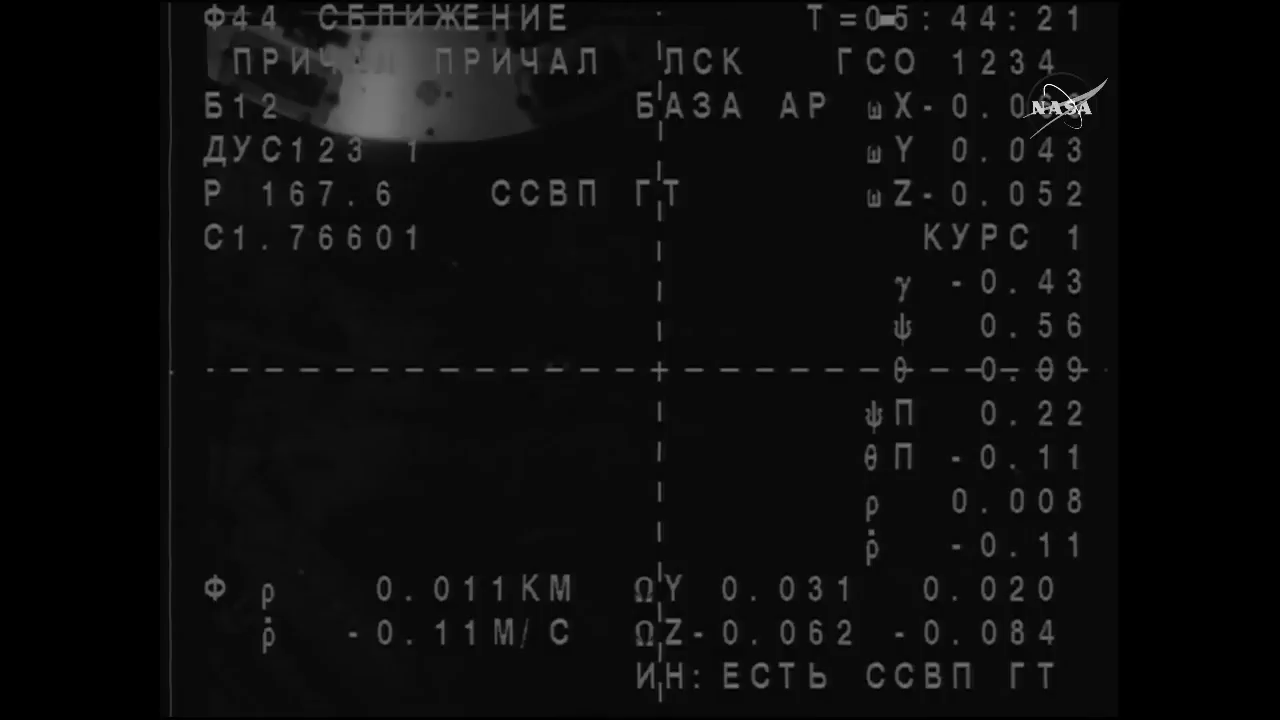 Ф44 СБЛИЖЕНИЕ T=05:44:21
ПРИЧАЛ ПРИЧАЛ ЛСК ГСО 1234
Б12 БАЗА АР ωX-0.0
NASA
ДУС123 1 ωY 0.043
Р 167.6 ССВП ГТ ωZ-0.052
С1.76601 КУРС 1
γ -0.43
ψ 0.56
θ -0.09
ψП 0.22
θП -0.11
ρ 0.008
ρ̇ -0.11
Ф ρ 0.011КМ ΩY 0.031 0.020
ρ̇ -0.11М/С ΩZ-0.062 -0.084
ИН: ЕСТЬ ССВП ГТ